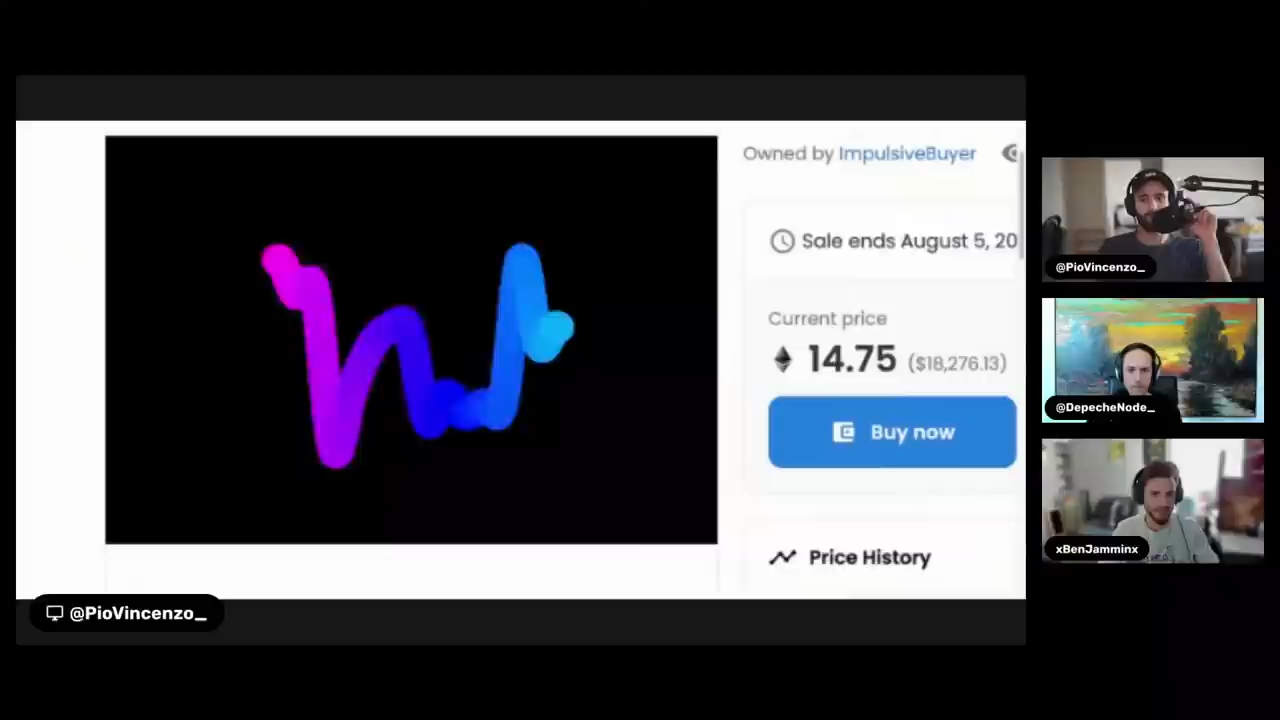 Owned by ImpulsiveBuyer
Sale ends August 5, 20
Current price
14.75 ($18,276.13)
Buy now
Price History
@PioVincenzo_
@PioVincenzo_
@DepecheNode_
xBenJamminx